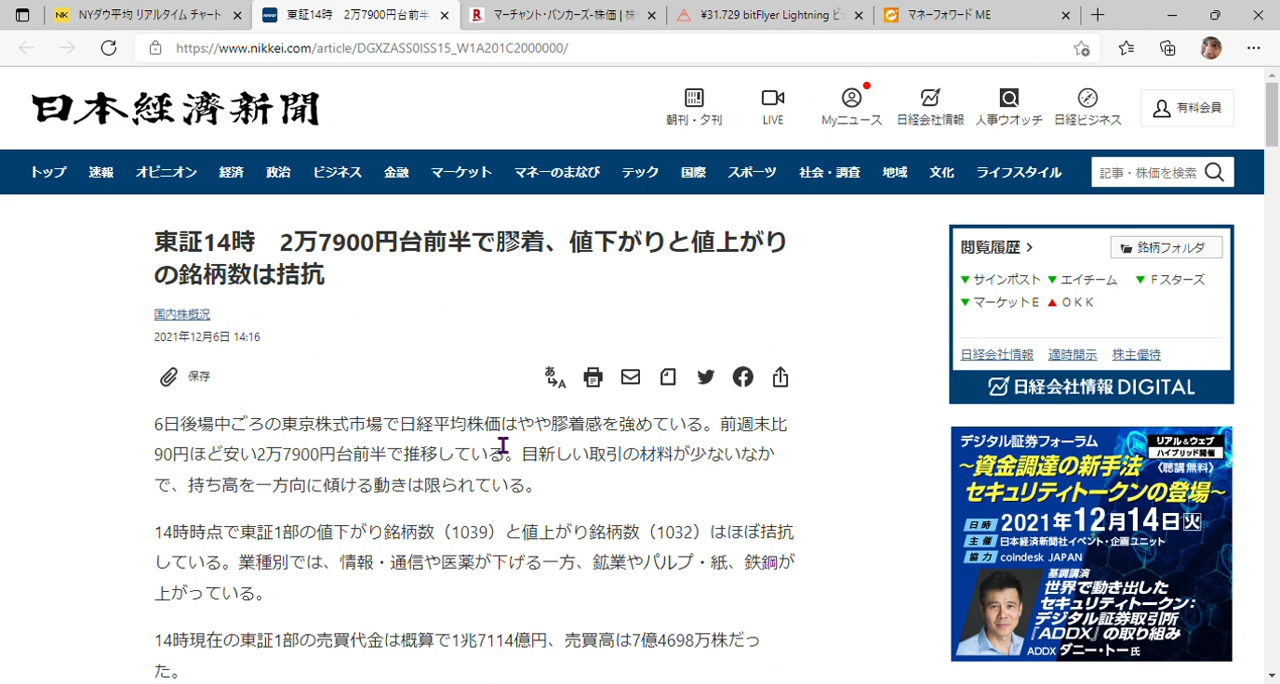 NYダウ平均 リアルタイム チャート
東証14時　2万7900円台前半
マーチャント・バンカーズ-株価 | 株
¥31.729 bitFlyer Lightning ビ
マネーフォワード ME
https://www.nikkei.com/article/DGXZASS0ISS15_W1A201C2000000/
日本経済新聞
朝刊・夕刊
LIVE
Myニュース
日経会社情報
人事ウオッチ
日経ビジネス
有料会員
トップ 速報 オピニオン 経済 政治 ビジネス 金融 マーケット マネーのまなび テック 国際 スポーツ 社会・調査 地域 文化 ライフスタイル
記事・株価を検索
東証14時　2万7900円台前半で膠着、値下がりと値上がり
の銘柄数は拮抗
国内株概況
2021年12月6日 14:16
保存
6日後場中ごろの東京株式市場で日経平均株価はやや膠着感を強めている。前週末比
90円ほど安い2万7900円台前半で推移している。目新しい取引の材料が少ないなか
で、持ち高を一方向に傾ける動きは限られている。
14時時点で東証1部の値下がり銘柄数（1039）と値上がり銘柄数（1032）はほぼ拮抗
している。業種別では、情報・通信や医薬が下げる一方、鉱業やパルプ・紙、鉄鋼が
上がっている。
14時現在の東証1部の売買代金は概算で1兆7114億円、売買高は7億4698万株だっ
た。
閲覧履歴
銘柄フォルダ
▼サインポスト ▼エイチーム ▼Ｆスターズ
▼マーケットＥ ▲ＯＫＫ
日経会社情報 適時開示 株主優待
日経会社情報 DIGITAL
デジタル証券フォーラム
リアル&ウェブ
ハイブリッド開催
〈聴講無料〉
～資金調達の新手法
セキュリティトークンの登場～
日時 2021年12月14日火
主催 日本経済新聞社イベント・企画ユニット
協力 coindesk JAPAN
基調講演
世界で動き出した
セキュリティトークン:
デジタル証券取引所
『ADDX』の取り組み
ADDX ダニー・トー 氏